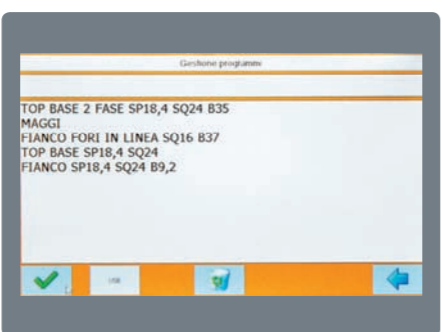 Gestione programmi
TOP BASE 2 FASE SP18,4 SQ24 B35
MAGGI
FIANCO FORI IN LINEA SQ16 B37
TOP BASE SP18,4 SQ24
FIANCO SP18,4 SQ24 B9,2
USB